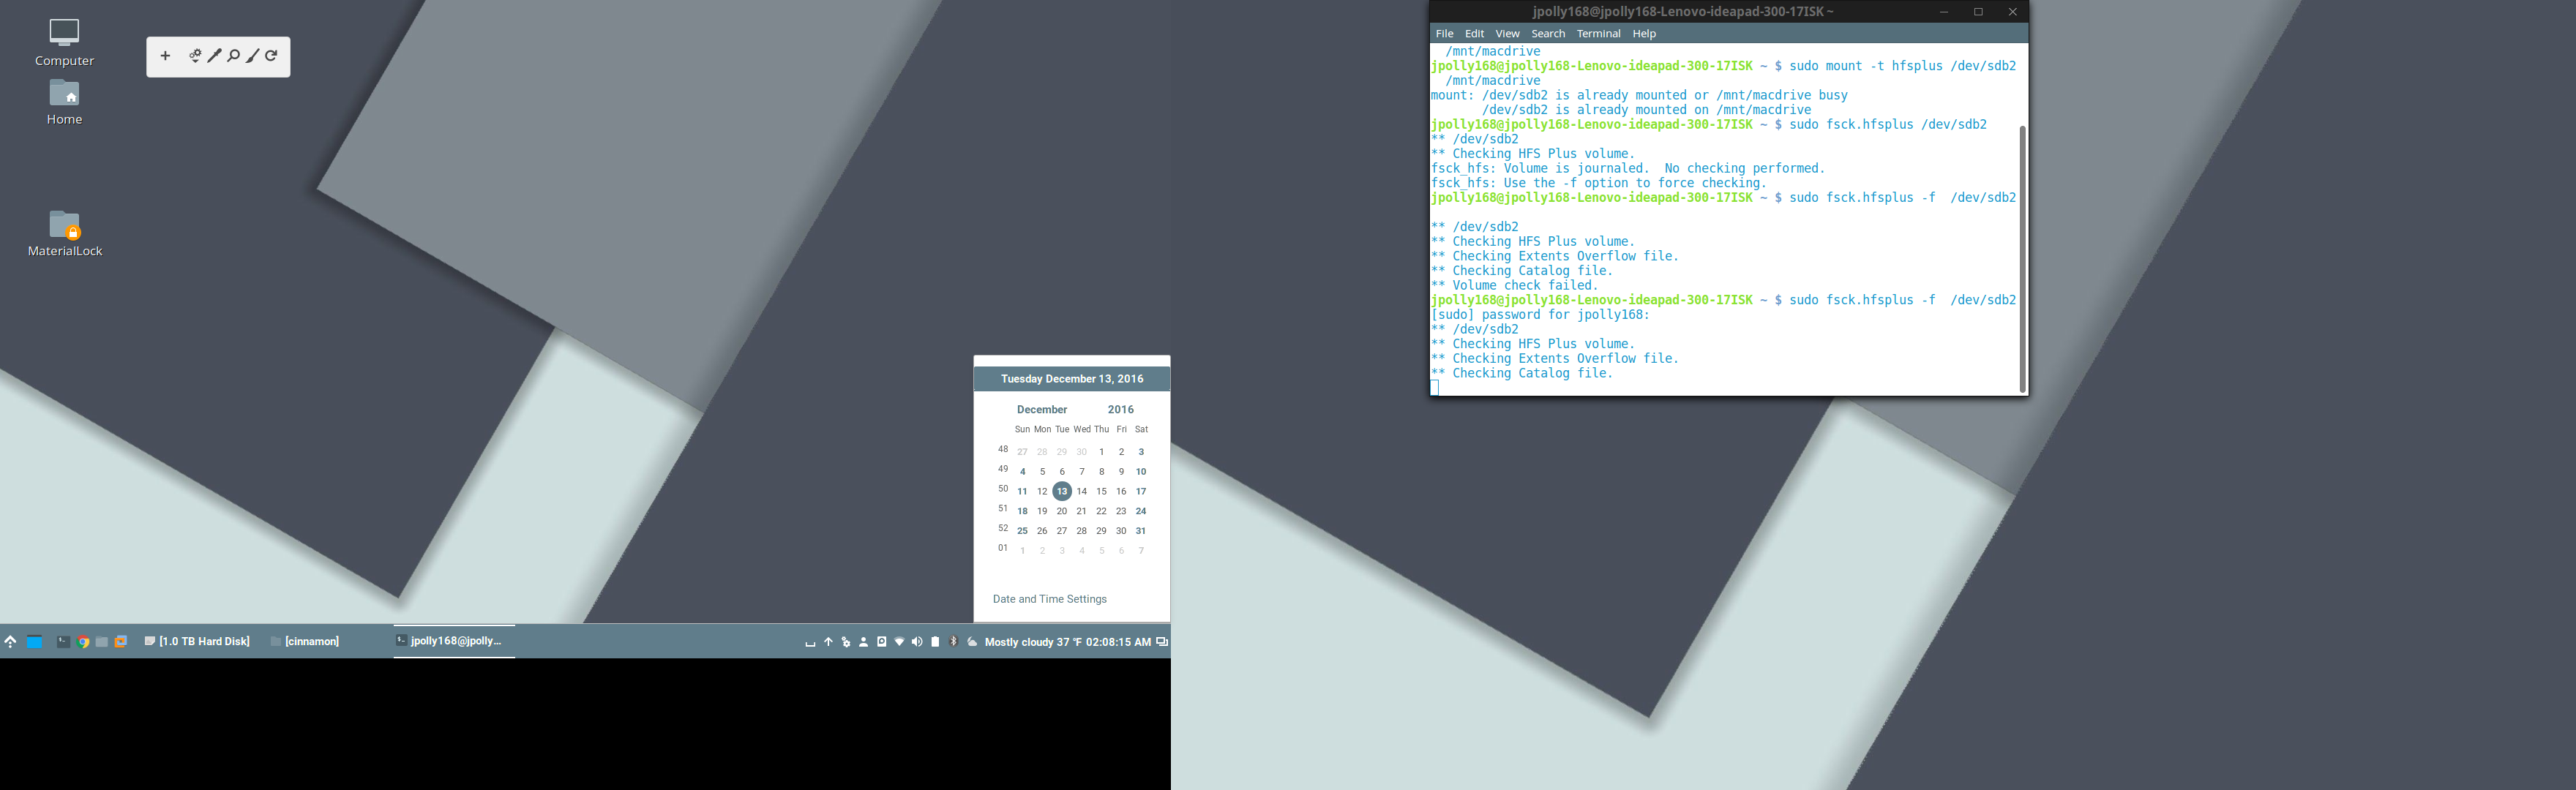 Computer
Home
MaterialLock
Tuesday December 13, 2016
December 2016
Sun Mon Tue Wed Thu Fri Sat
48 27 28 29 30 1 2 3
49 4 5 6 7 8 9 10
50 11 12 13 14 15 16 17
51 18 19 20 21 22 23 24
52 25 26 27 28 29 30 31
01 1 2 3 4 5 6 7
Date and Time Settings
[1.0 TB Hard Disk] [cinnamon] jpolly168@jpolly... Mostly cloudy 37 °F 02:08:15 AM
jpolly168@jpolly168-Lenovo-ideapad-300-17ISK ~
File Edit View Search Terminal Help
/mnt/macdrive
jpolly168@jpolly168-Lenovo-ideapad-300-17ISK ~ $ sudo mount -t hfsplus /dev/sdb2
/mnt/macdrive
mount: /dev/sdb2 is already mounted or /mnt/macdrive busy
/dev/sdb2 is already mounted on /mnt/macdrive
jpolly168@jpolly168-Lenovo-ideapad-300-17ISK ~ $ sudo fsck.hfsplus /dev/sdb2
** /dev/sdb2
** Checking HFS Plus volume.
fsck_hfs: Volume is journaled.  No checking performed.
fsck_hfs: Use the -f option to force checking.
jpolly168@jpolly168-Lenovo-ideapad-300-17ISK ~ $ sudo fsck.hfsplus -f  /dev/sdb2
** /dev/sdb2
** Checking HFS Plus volume.
** Checking Extents Overflow file.
** Checking Catalog file.
** Volume check failed.
jpolly168@jpolly168-Lenovo-ideapad-300-17ISK ~ $ sudo fsck.hfsplus -f  /dev/sdb2
[sudo] password for jpolly168:
** /dev/sdb2
** Checking HFS Plus volume.
** Checking Extents Overflow file.
** Checking Catalog file.